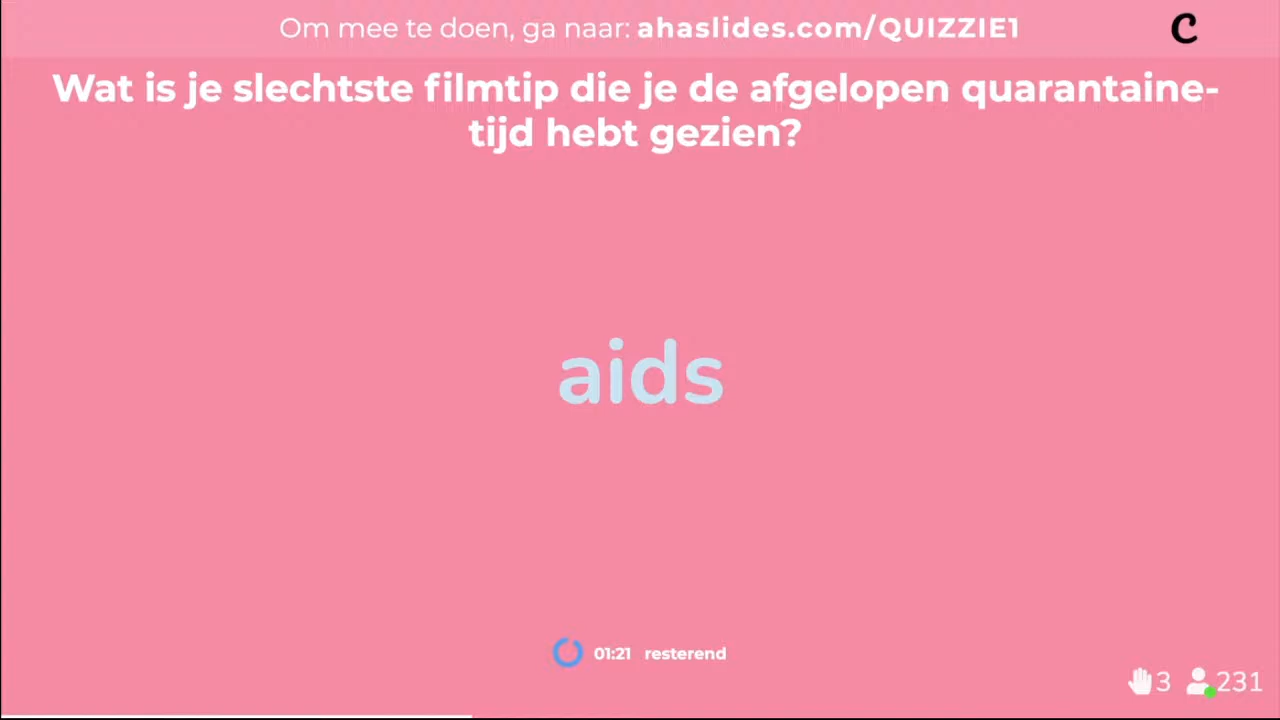 Om mee te doen, ga naar: ahaslides.com/QUIZZIE1
C
Wat is je slechtste filmtip die je de afgelopen quarantaine-
tijd hebt gezien?
aids
01:21 resterend
3 231